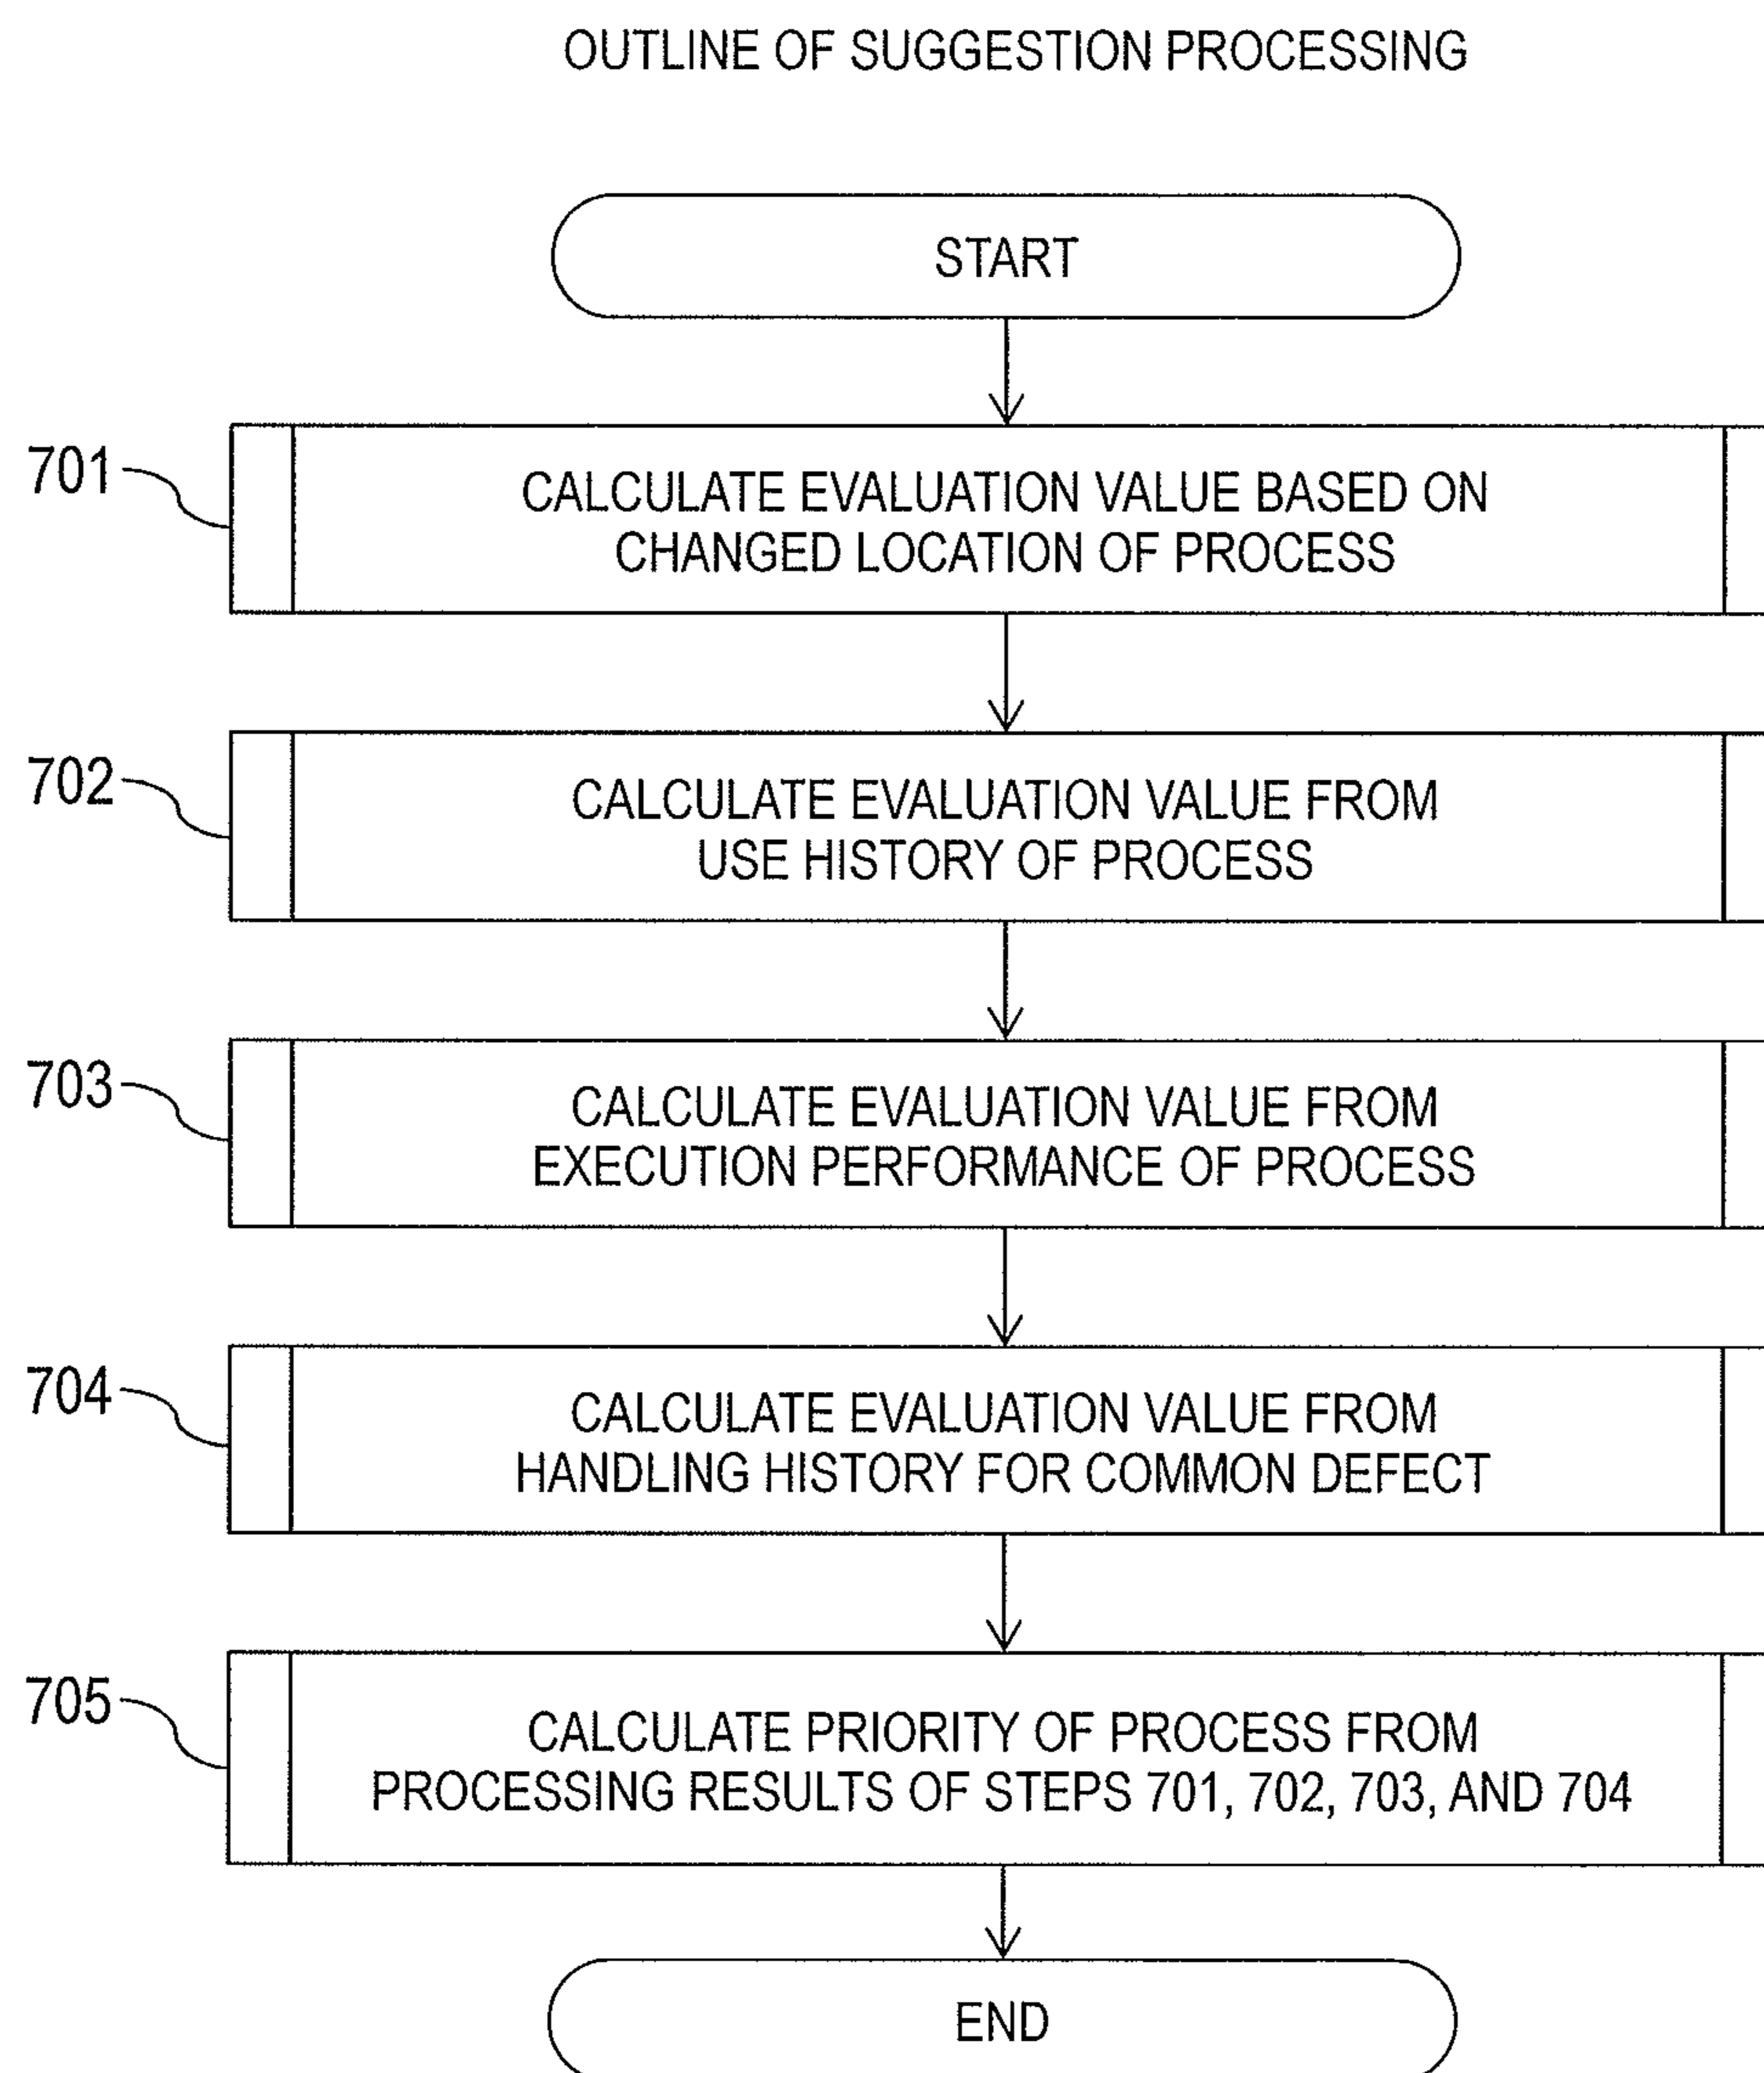 OUTLINE OF SUGGESTION PROCESSING
START
701
CALCULATE EVALUATION VALUE BASED ON
CHANGED LOCATION OF PROCESS
702
CALCULATE EVALUATION VALUE FROM
USE HISTORY OF PROCESS
703
CALCULATE EVALUATION VALUE FROM
EXECUTION PERFORMANCE OF PROCESS
704
CALCULATE EVALUATION VALUE FROM
HANDLING HISTORY FOR COMMON DEFECT
705
CALCULATE PRIORITY OF PROCESS FROM
PROCESSING RESULTS OF STEPS 701, 702, 703, AND 704
END